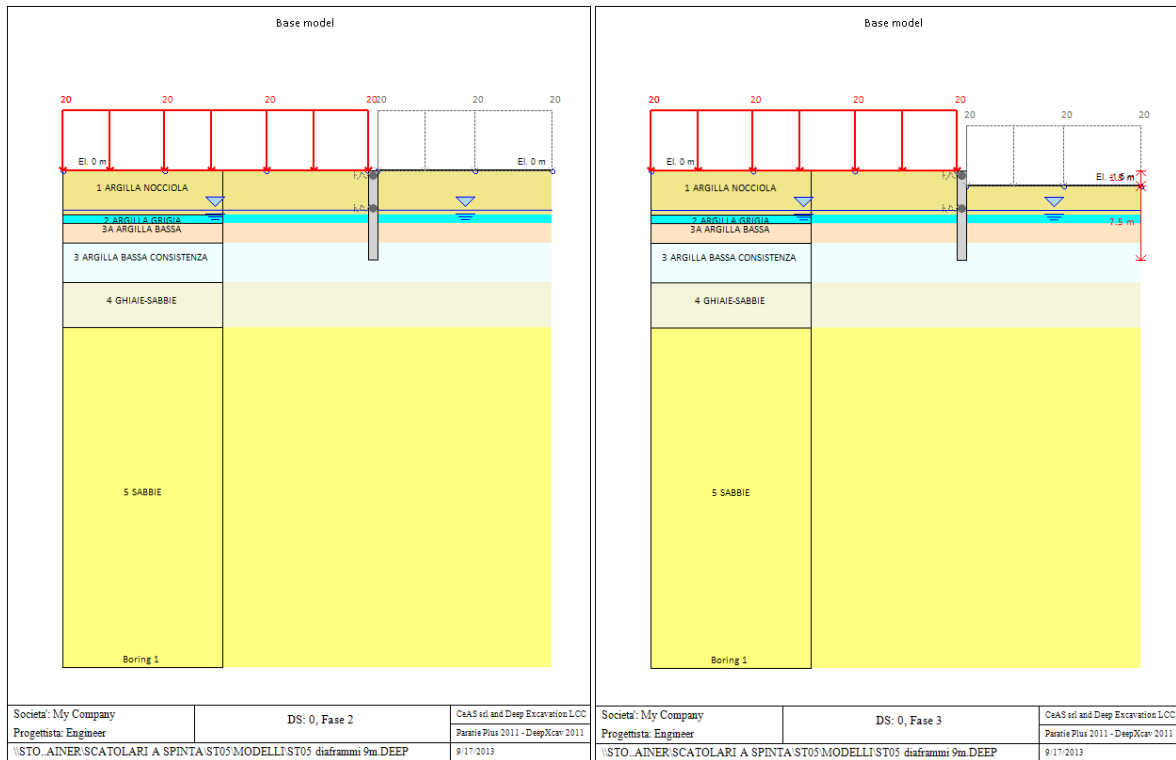 Base model
20 20 20 20 20 20 20
El. 0 m El. 0 m
1 ARGILLA NOCCIOLA
2 ARGILLA GRIGIA
3A ARGILLA BASSA
3 ARGILLA BASSA CONSISTENZA
4 GHIAIE-SABBIE
5 SABBIE
Boring 1
Societa': My Company
Progettista: Engineer
DS: 0, Fase 2
CeAS srl and Deep Excavation LCC
Paratie Plus 2011 - DeepXcav 2011
\\STO..AINER\SCATOLARI A SPINTA\ST05\MODELLI\ST05 diaframmi 9m.DEEP
9/17/2013
Base model
20 20 20 20
20 20 20
El. 0 m
El.
1 ARGILLA NOCCIOLA
2 ARGILLA GRIGIA
7.5 m
3A ARGILLA BASSA
3 ARGILLA BASSA CONSISTENZA
4 GHIAIE-SABBIE
5 SABBIE
Boring 1
Societa': My Company
Progettista: Engineer
DS: 0, Fase 3
CeAS srl and Deep Excavation LCC
Paratie Plus 2011 - DeepXcav 2011
\\STO..AINER\SCATOLARI A SPINTA\ST05\MODELLI\ST05 diaframmi 9m.DEEP
9/17/2013